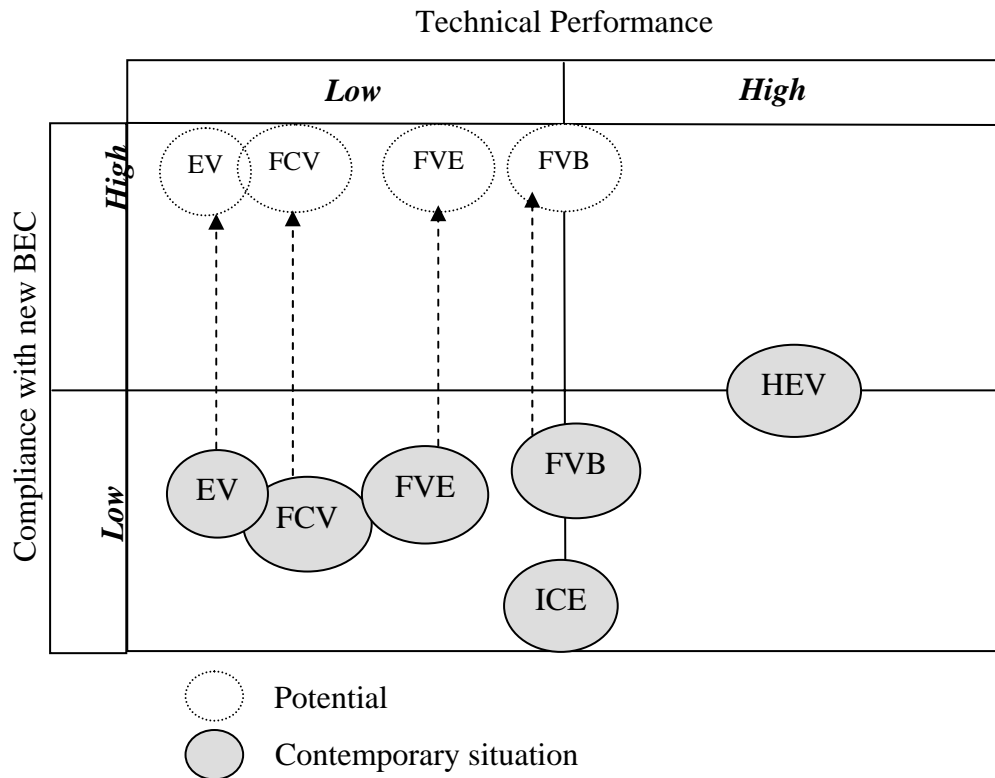 Technical Performance
Low High
Compliance with new BEC
High
EV FCV FVE FVB
HEV
Low
EV FCV FVE FVB
ICE
Potential
Contemporary situation